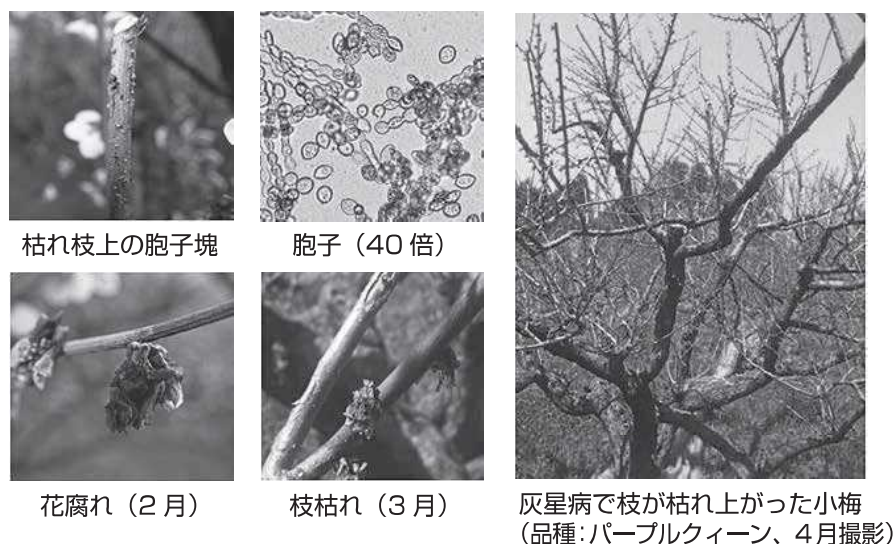 枯れ枝上の胞子塊
胞子（40 倍）
花腐れ（2 月）
枝枯れ（3 月）
灰星病で枝が枯れ上がった小梅
（品種：パープルクィーン、４月撮影）